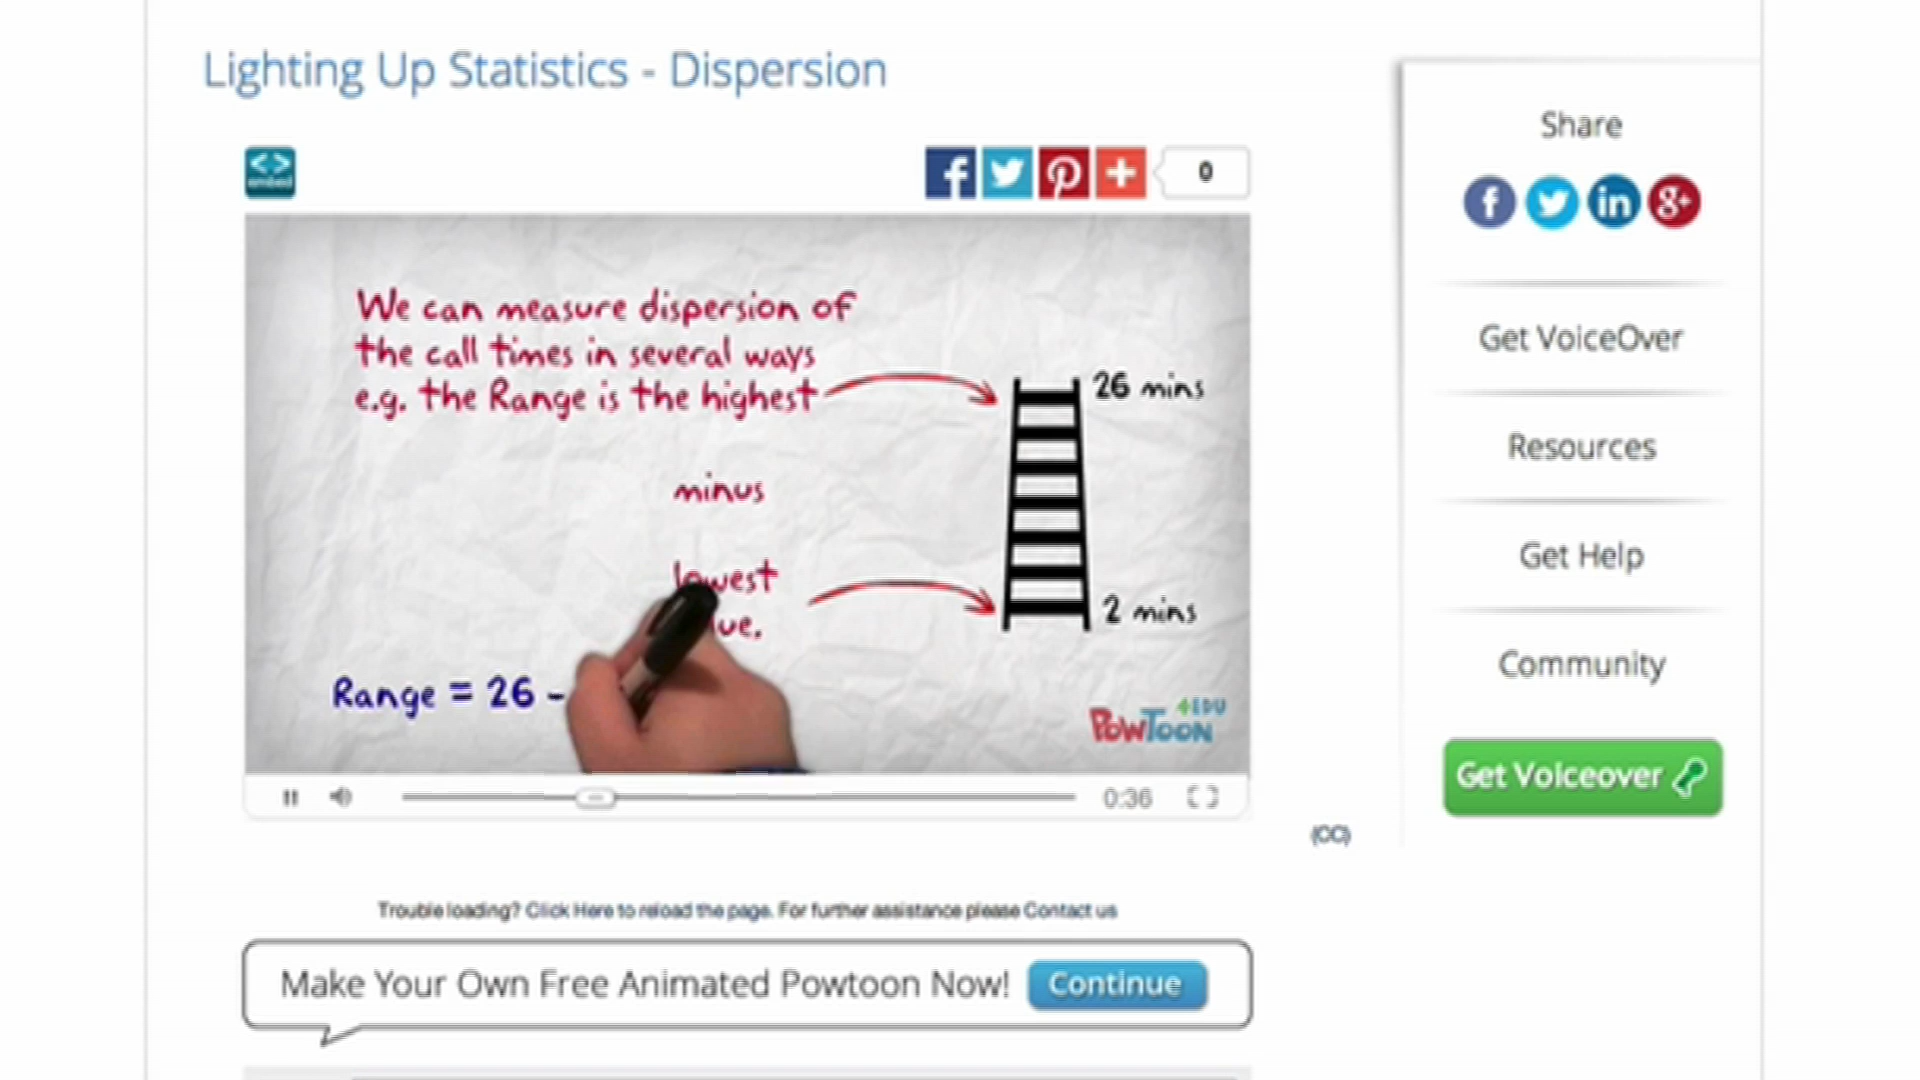 Lighting Up Statistics - Dispersion
Share
embed
0
We can measure dispersion of
the call times in several ways
e.g. the Range is the highest
26 mins
minus
lowest
2 mins
Range = 26 -
4EDU
POWTOON
0:36
(CC)
Get VoiceOver
Resources
Get Help
Community
Get Voiceover
Trouble loading? Click Here to reload the page. For further assistance please Contact us
Make Your Own Free Animated Powtoon Now!
Continue